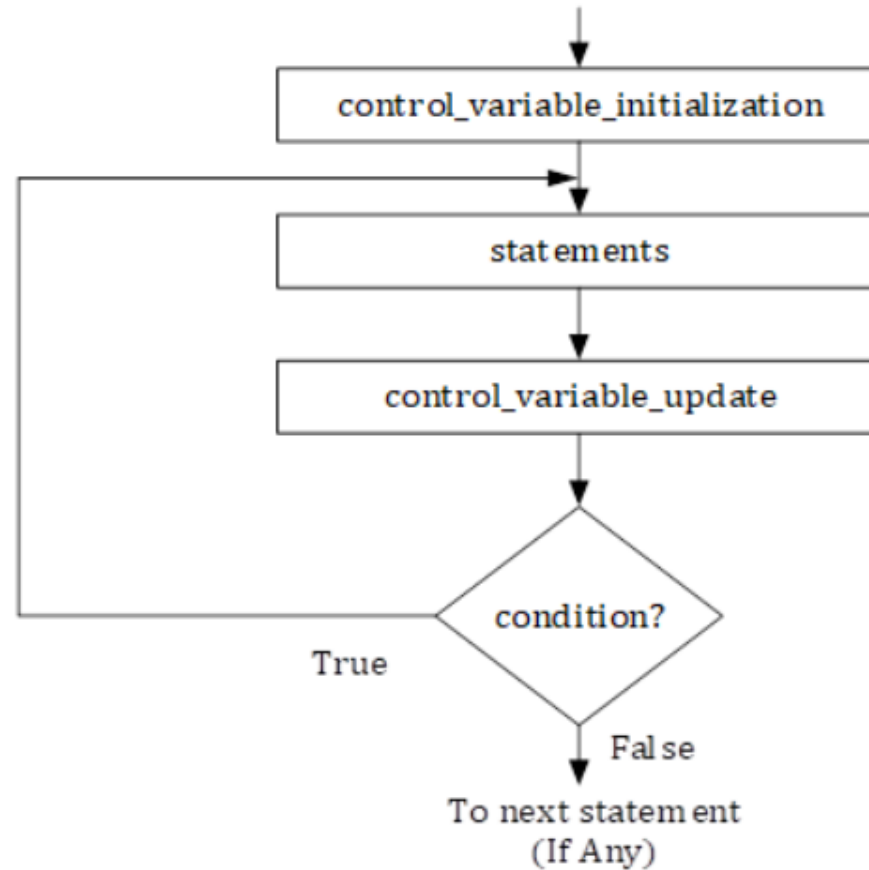 control_variable_initialization
statements
control_variable_update
condition?
True
False
To next statement
(If Any)